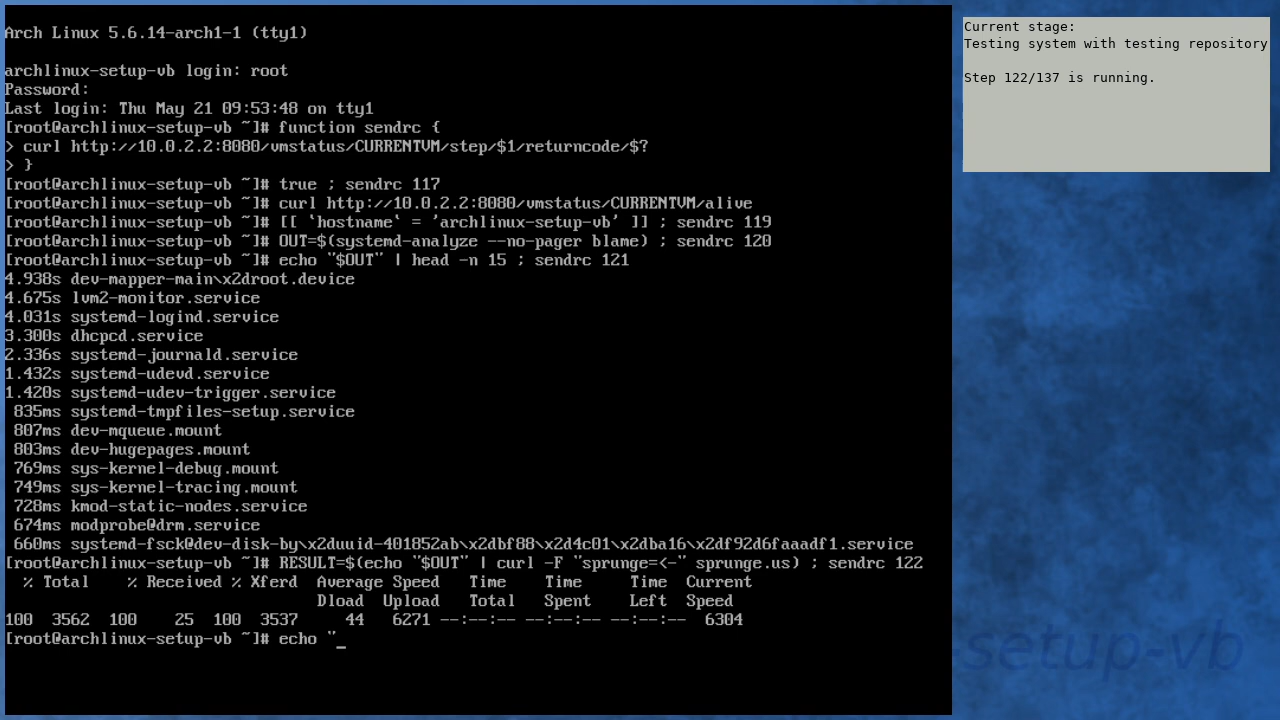 Arch Linux 5.6.14-arch1-1 (tty1)
archlinux-setup-vb login: root
Password:
Last login: Thu May 21 09:53:48 on tty1
[root@archlinux-setup-vb ~]# function sendrc {
> curl http://10.0.2.2:8080/vmstatus/CURRENTVM/step/$1/returncode/$?
> }
[root@archlinux-setup-vb ~]# true ; sendrc 117
[root@archlinux-setup-vb ~]# curl http://10.0.2.2:8080/vmstatus/CURRENTVM/alive
[root@archlinux-setup-vb ~]# [[ `hostname` = 'archlinux-setup-vb' ]] ; sendrc 119
[root@archlinux-setup-vb ~]# OUT=$(systemd-analyze --no-pager blame) ; sendrc 120
[root@archlinux-setup-vb ~]# echo "$OUT" | head -n 15 ; sendrc 121
4.938s dev-mapper-main\x2droot.device
4.675s lvm2-monitor.service
4.031s systemd-logind.service
3.300s dhcpcd.service
2.336s systemd-journald.service
1.432s systemd-udevd.service
1.420s systemd-udev-trigger.service
835ms systemd-tmpfiles-setup.service
807ms dev-mqueue.mount
803ms dev-hugepages.mount
769ms sys-kernel-debug.mount
749ms sys-kernel-tracing.mount
728ms kmod-static-nodes.service
674ms modprobe@drm.service
660ms systemd-fsck@dev-disk-by\x2duuid-401852ab\x2dbf88\x2d4c01\x2dba16\x2df92d6faaadf1.service
[root@archlinux-setup-vb ~]# RESULT=$(echo "$OUT" | curl -F "sprunge=<-" sprunge.us) ; sendrc 122
% Total % Received % Xferd Average Speed Time Time Time Current
Dload Upload Total Spent Left Speed
100 3562 100 25 100 3537 44 6271 --:--:-- --:--:-- --:--:-- 6304
[root@archlinux-setup-vb ~]# echo "_
Current stage:
Testing system with testing repository
Step 122/137 is running.
-setup-vb